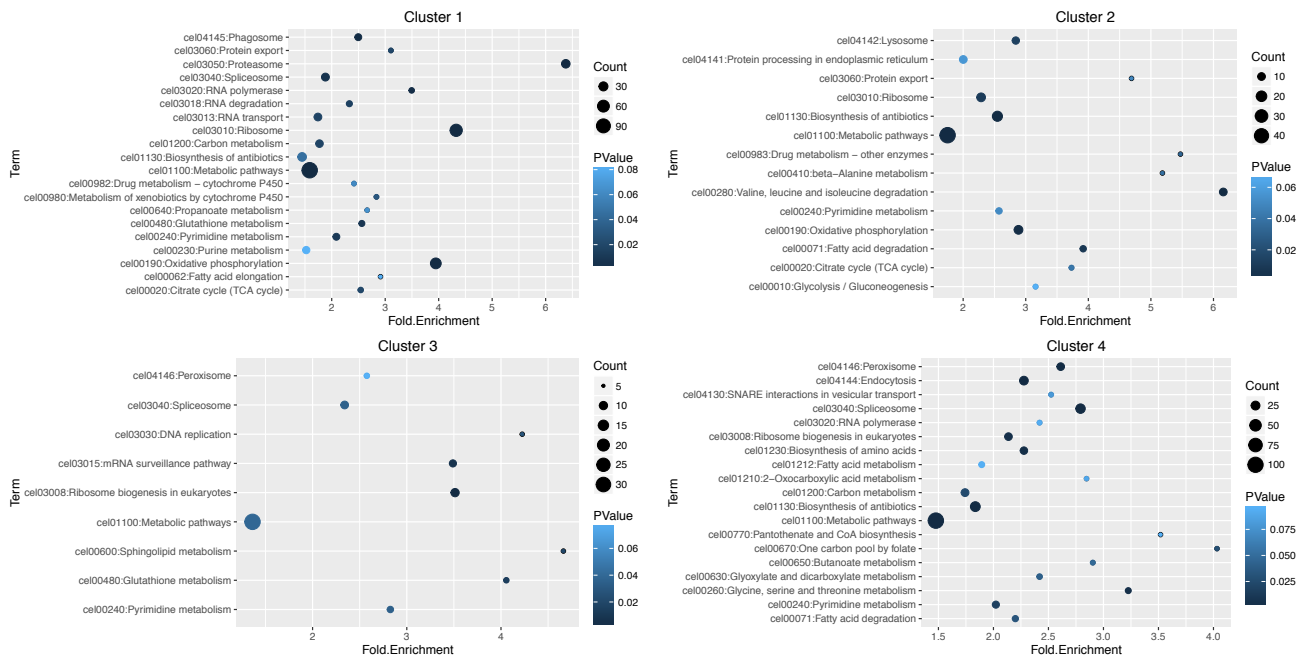 Cluster 1
Term
cel04145:Phagosome
cel03060:Protein export
cel03050:Proteasome
cel03040:Spliceosome
cel03020:RNA polymerase
cel03018:RNA degradation
cel03013:RNA transport
cel03010:Ribosome
cel01200:Carbon metabolism
cel01130:Biosynthesis of antibiotics
cel01100:Metabolic pathways
cel00982:Drug metabolism − cytochrome P450
cel00980:Metabolism of xenobiotics by cytochrome P450
cel00640:Propanoate metabolism
cel00480:Glutathione metabolism
cel00240:Pyrimidine metabolism
cel00230:Purine metabolism
cel00190:Oxidative phosphorylation
cel00062:Fatty acid elongation
cel00020:Citrate cycle (TCA cycle)
2 3 4 5 6
Fold.Enrichment
Count
30
60
90
PValue
0.08
0.06
0.04
0.02
Cluster 2
Term
cel04142:Lysosome
cel04141:Protein processing in endoplasmic reticulum
cel03060:Protein export
cel03010:Ribosome
cel01130:Biosynthesis of antibiotics
cel01100:Metabolic pathways
cel00983:Drug metabolism − other enzymes
cel00410:beta−Alanine metabolism
cel00280:Valine, leucine and isoleucine degradation
cel00240:Pyrimidine metabolism
cel00190:Oxidative phosphorylation
cel00071:Fatty acid degradation
cel00020:Citrate cycle (TCA cycle)
cel00010:Glycolysis / Gluconeogenesis
2 3 4 5 6
Fold.Enrichment
Count
10
20
30
40
PValue
0.06
0.04
0.02
Cluster 3
Term
cel04146:Peroxisome
cel03040:Spliceosome
cel03030:DNA replication
cel03015:mRNA surveillance pathway
cel03008:Ribosome biogenesis in eukaryotes
cel01100:Metabolic pathways
cel00600:Sphingolipid metabolism
cel00480:Glutathione metabolism
cel00240:Pyrimidine metabolism
2 3 4
Fold.Enrichment
Count
5
10
15
20
25
30
PValue
0.06
0.04
0.02
Cluster 4
Term
cel04146:Peroxisome
cel04144:Endocytosis
cel04130:SNARE interactions in vesicular transport
cel03040:Spliceosome
cel03020:RNA polymerase
cel03008:Ribosome biogenesis in eukaryotes
cel01230:Biosynthesis of amino acids
cel01212:Fatty acid metabolism
cel01210:2−Oxocarboxylic acid metabolism
cel01200:Carbon metabolism
cel01130:Biosynthesis of antibiotics
cel01100:Metabolic pathways
cel00770:Pantothenate and CoA biosynthesis
cel00670:One carbon pool by folate
cel00650:Butanoate metabolism
cel00630:Glyoxylate and dicarboxylate metabolism
cel00260:Glycine, serine and threonine metabolism
cel00240:Pyrimidine metabolism
cel00071:Fatty acid degradation
1.5 2.0 2.5 3.0 3.5 4.0
Fold.Enrichment
Count
25
50
75
100
PValue
0.075
0.050
0.025